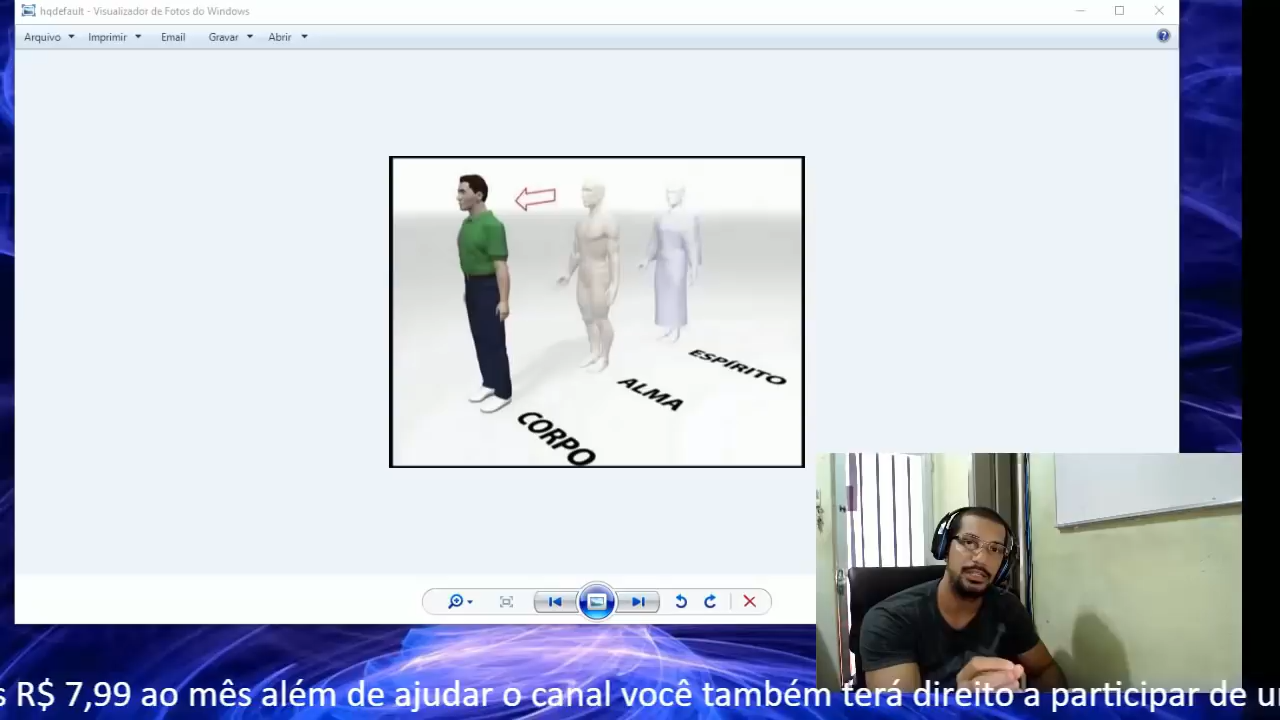 hqdefault - Visualizador de Fotos do Windows
Arquivo Imprimir Email Gravar Abrir
ESPÍRITO
ALMA
CORPO
R$ 7,99 ao mês além de ajudar o canal você também terá direito a participar de